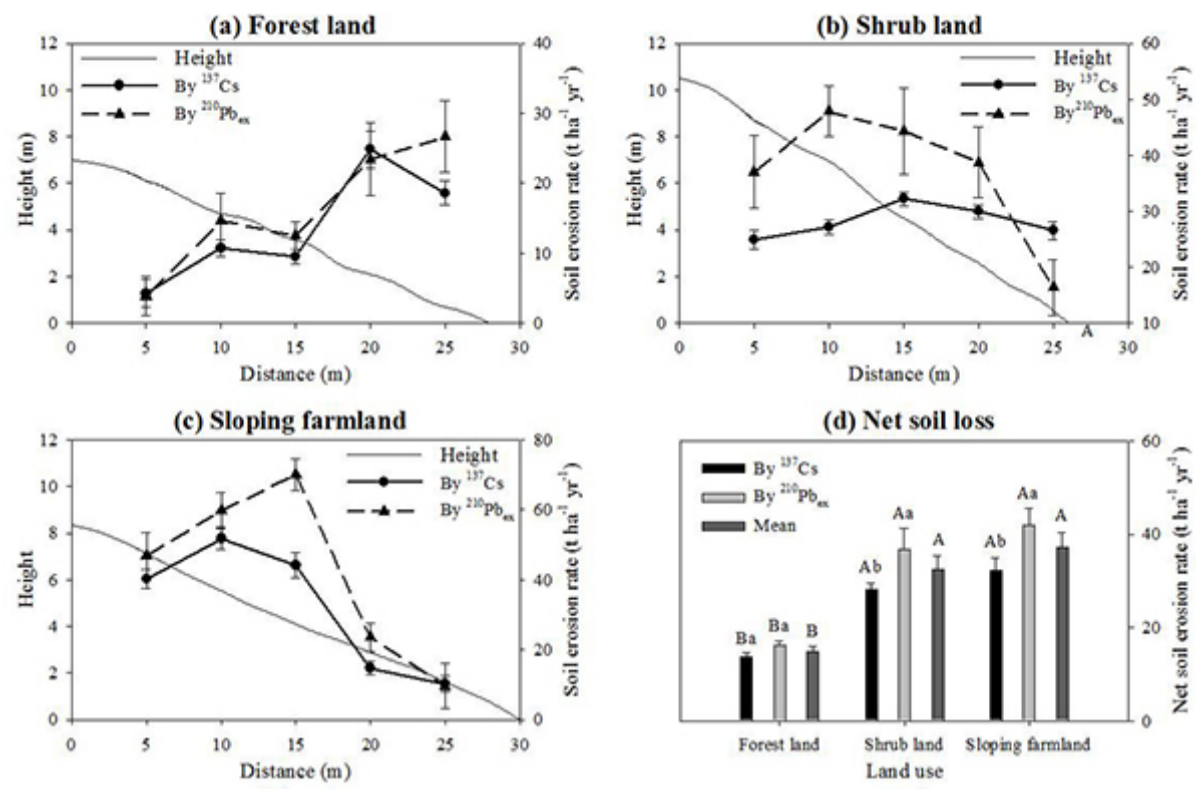 (a) Forest land
12
10
8
6
4
2
0
Height (m)
Height
By ¹³⁷Cs
By ²¹⁰Pbₑₓ
40
30
20
10
0
Soil erosion rate (t ha⁻¹ yr⁻¹)
0 5 10 15 20 25 30
Distance (m)
(b) Shrub land
12
10
8
6
4
2
0
Height (m)
Height
By ¹³⁷Cs
By ²¹⁰Pbₑₓ
60
50
40
30
20
10
Soil erosion rate (t ha⁻¹ yr⁻¹)
A
0 5 10 15 20 25 30
Distance (m)
(c) Sloping farmland
12
10
8
6
4
2
0
Height
Height
By ¹³⁷Cs
By ²¹⁰Pbₑₓ
80
60
40
20
0
Soil erosion rate (t ha⁻¹ yr⁻¹)
0 5 10 15 20 25 30
Distance (m)
(d) Net soil loss
By ¹³⁷Cs
By ²¹⁰Pbₑₓ
Mean
Ba Ba B
Ab Aa A
Ab Aa A
60
40
20
0
Net soil erosion rate (t ha⁻¹ yr⁻¹)
Forest land Shrub land Sloping farmland
Land use